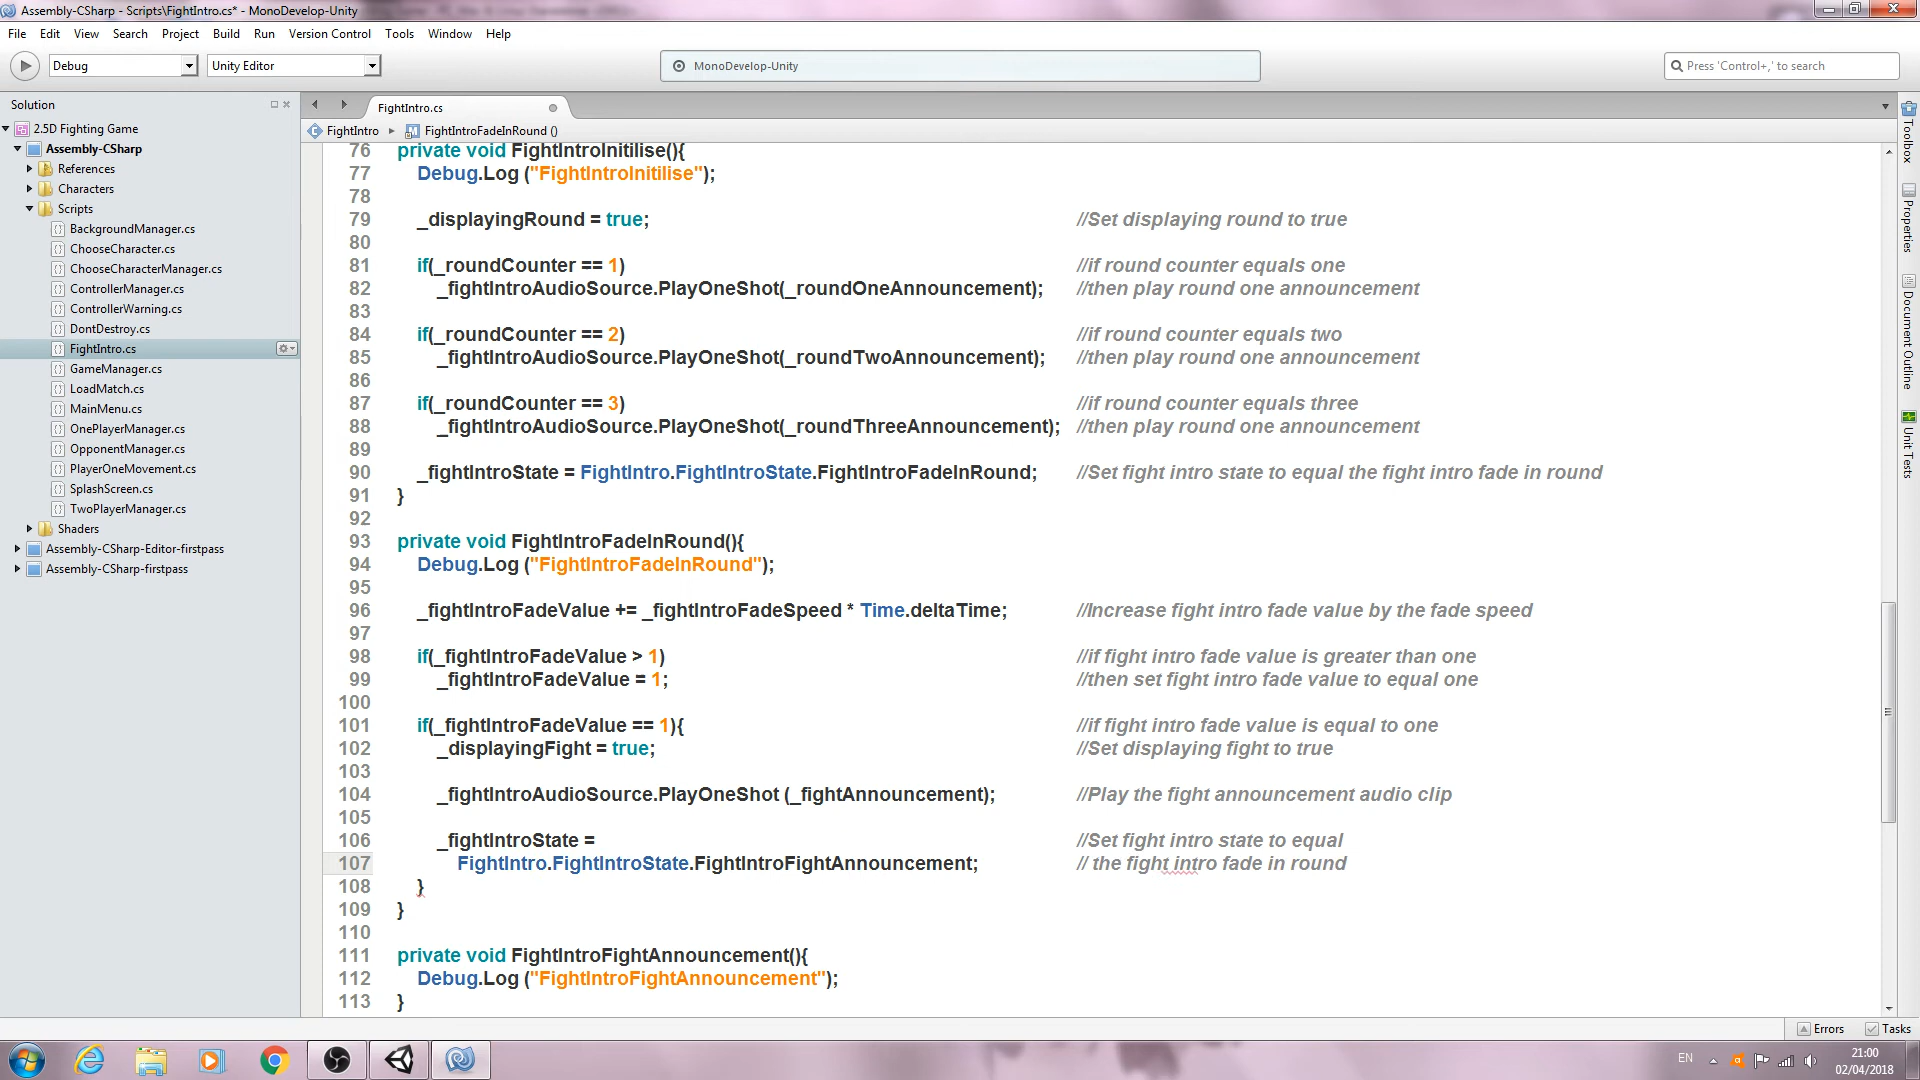 Assembly-CSharp - Scripts\FightIntro.cs* - MonoDevelop-Unity
File Edit View Search Project Build Run Version Control Tools Window Help
Debug Unity Editor MonoDevelop-Unity Press 'Control+,' to search
Solution
2.5D Fighting Game
Assembly-CSharp
References
Characters
Scripts
BackgroundManager.cs
ChooseCharacter.cs
ChooseCharacterManager.cs
ControllerManager.cs
ControllerWarning.cs
DontDestroy.cs
FightIntro.cs
GameManager.cs
LoadMatch.cs
MainMenu.cs
OnePlayerManager.cs
OpponentManager.cs
PlayerOneMovement.cs
SplashScreen.cs
TwoPlayerManager.cs
Shaders
Assembly-CSharp-Editor-firstpass
Assembly-CSharp-firstpass
FightIntro.cs
FightIntro FightIntroFadeInRound ()
76 private void FightIntroInitilise(){
77 Debug.Log ("FightIntroInitilise");
78
79 _displayingRound = true; //Set displaying round to true
80
81 if(_roundCounter == 1) //if round counter equals one
82 _fightIntroAudioSource.PlayOneShot(_roundOneAnnouncement); //then play round one announcement
83
84 if(_roundCounter == 2) //if round counter equals two
85 _fightIntroAudioSource.PlayOneShot(_roundTwoAnnouncement); //then play round one announcement
86
87 if(_roundCounter == 3) //if round counter equals three
88 _fightIntroAudioSource.PlayOneShot(_roundThreeAnnouncement); //then play round one announcement
89
90 _fightIntroState = FightIntro.FightIntroState.FightIntroFadeInRound; //Set fight intro state to equal the fight intro fade in round
91 }
92
93 private void FightIntroFadeInRound(){
94 Debug.Log ("FightIntroFadeInRound");
95
96 _fightIntroFadeValue += _fightIntroFadeSpeed * Time.deltaTime; //Increase fight intro fade value by the fade speed
97
98 if(_fightIntroFadeValue > 1) //if fight intro fade value is greater than one
99 _fightIntroFadeValue = 1; //then set fight intro fade value to equal one
100
101 if(_fightIntroFadeValue == 1){ //if fight intro fade value is equal to one
102 _displayingFight = true; //Set displaying fight to true
103
104 _fightIntroAudioSource.PlayOneShot (_fightAnnouncement); //Play the fight announcement audio clip
105
106 _fightIntroState = //Set fight intro state to equal
107 FightIntro.FightIntroState.FightIntroFightAnnouncement; // the fight intro fade in round
108 }
109 }
110
111 private void FightIntroFightAnnouncement(){
112 Debug.Log ("FightIntroFightAnnouncement");
113 }
Toolbox
Properties
Document Outline
Unit Tests
Errors Tasks
EN
21:00
02/04/2018